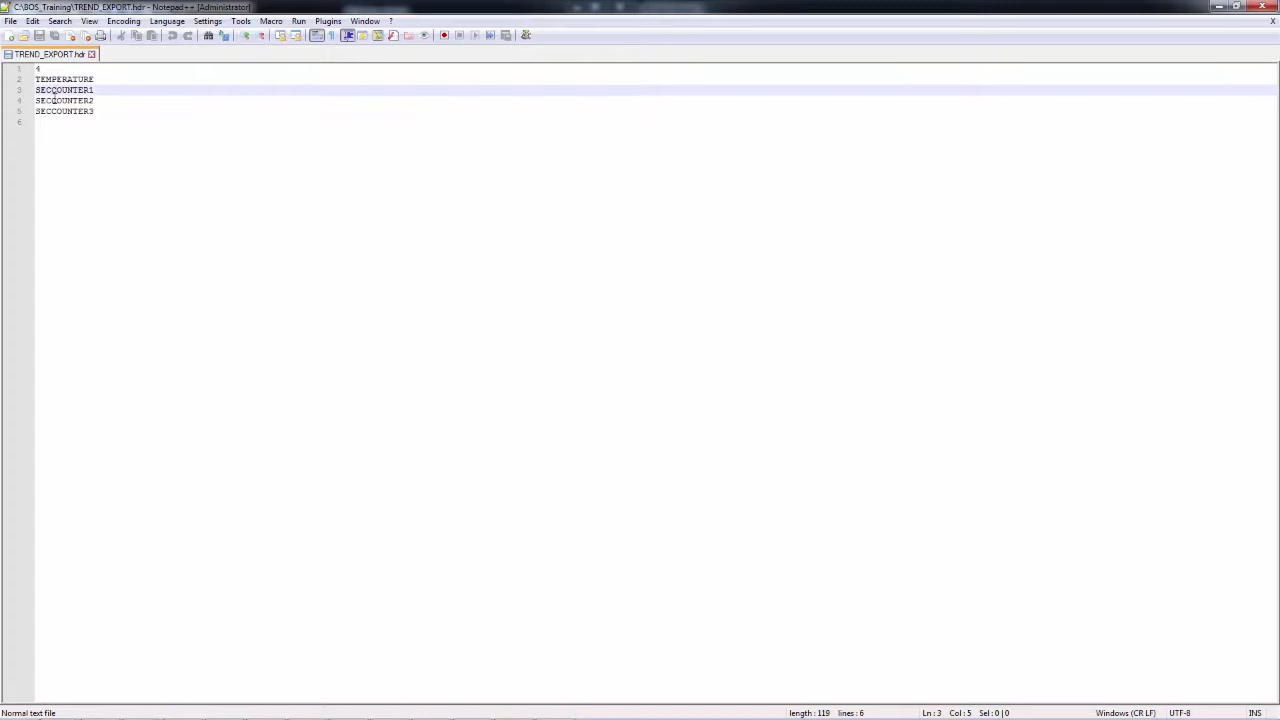 C:\BOS_Training\TREND_EXPORT.hdr - Notepad++ [Administrator]
File Edit Search View Encoding Language Settings Tools Macro Run Plugins Window ? X
TREND_EXPORT.hdr
1 4
2 TEMPERATURE
3 SECCOUNTER1
4 SECCOUNTER2
5 SECCOUNTER3
6
Normal text file length : 119 lines : 6 Ln : 3 Col : 5 Sel : 0 | 0 Windows (CR LF) UTF-8 INS